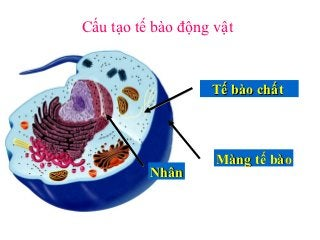 Cấu tạo tế bào động vật
Tế bào chất
Màng tế bào
Nhân